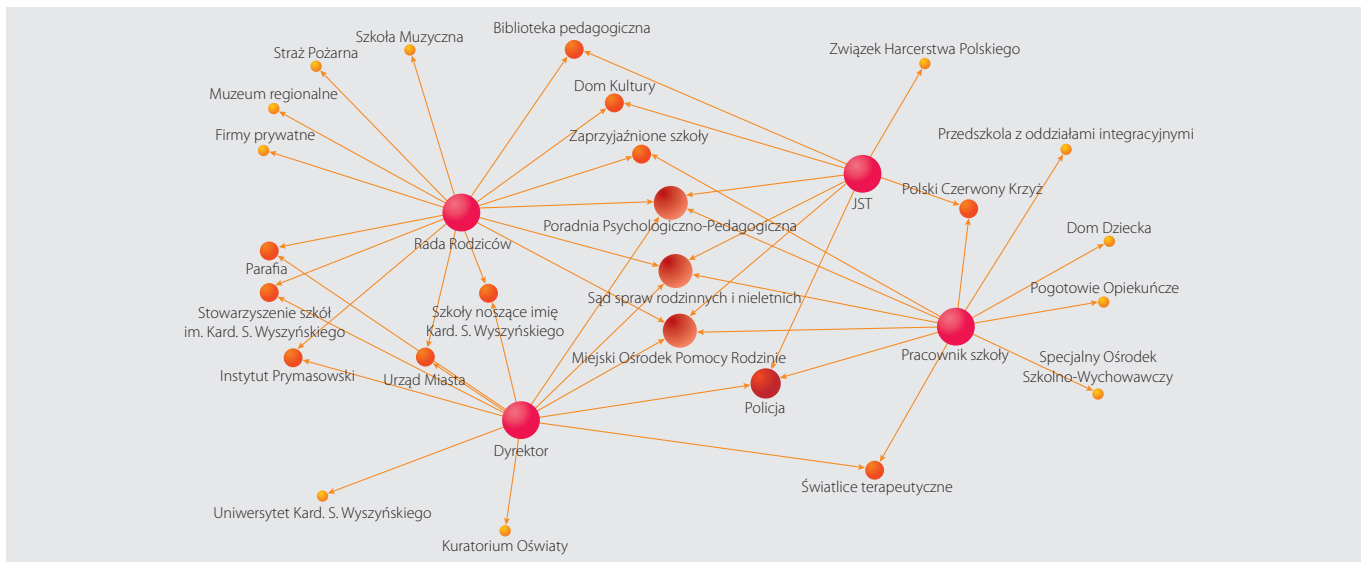 Biblioteka pedagogiczna
Szkoła Muzyczna
Straż Pożarna
Związek Harcerstwa Polskiego
Muzeum regionalne
Dom Kultury
Firmy prywatne
Zaprzyjaźnione szkoły
Przedszkola z oddziałami integracyjnymi
Polski Czerwony Krzyż
JST
Poradnia Psychologiczno-Pedagogiczna
Dom Dziecka
Rada Rodziców
Parafia
Pogotowie Opiekuńcze
Sąd spraw rodzinnych i nieletnich
Stowarzyszenie szkół
im. Kard. S. Wyszyńskiego
Szkoły noszące imię
Kard. S. Wyszyńskiego
Miejski Ośrodek Pomocy Rodzinie
Pracownik szkoły
Specjalny Ośrodek
Szkolno-Wychowawczy
Instytut Prymasowski
Urząd Miasta
Policja
Dyrektor
Światlice terapeutyczne
Uniwersytet Kard. S. Wyszyńskiego
Kuratorium Oświaty